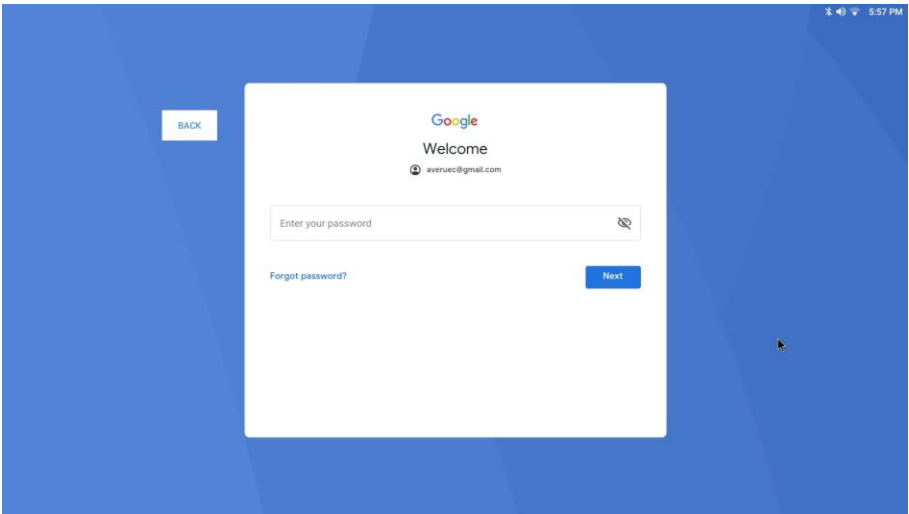 5:57 PM
BACK
Google
Welcome
averuec@gmail.com
Enter your password
Forgot password?
Next